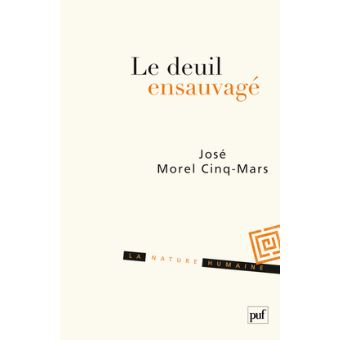 Le deuil
ensauvagé
José
Morel Cinq-Mars
LA NATURE HUMAINE
puf